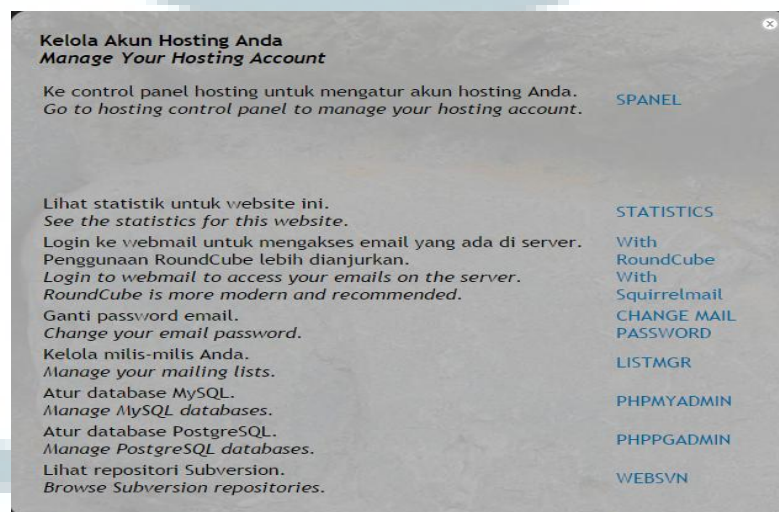 Kelola Akun Hosting Anda
Manage Your Hosting Account
Ke control panel hosting untuk mengatur akun hosting Anda.
Go to hosting control panel to manage your hosting account.
SPANEL
Lihat statistik untuk website ini.
See the statistics for this website.
STATISTICS
Login ke webmail untuk mengakses email yang ada di server.
Penggunaan RoundCube lebih dianjurkan.
Login to webmail to access your emails on the server.
RoundCube is more modern and recommended.
With
RoundCube
With
Squirrelmail
Ganti password email.
Change your email password.
CHANGE MAIL
PASSWORD
Kelola milis-milis Anda.
Manage your mailing lists.
LISTMGR
Atur database MySQL.
Manage MySQL databases.
PHPMYADMIN
Atur database PostgreSQL.
Manage PostgreSQL databases.
PHPPGADMIN
Lihat repositori Subversion.
Browse Subversion repositories.
WEBSVN